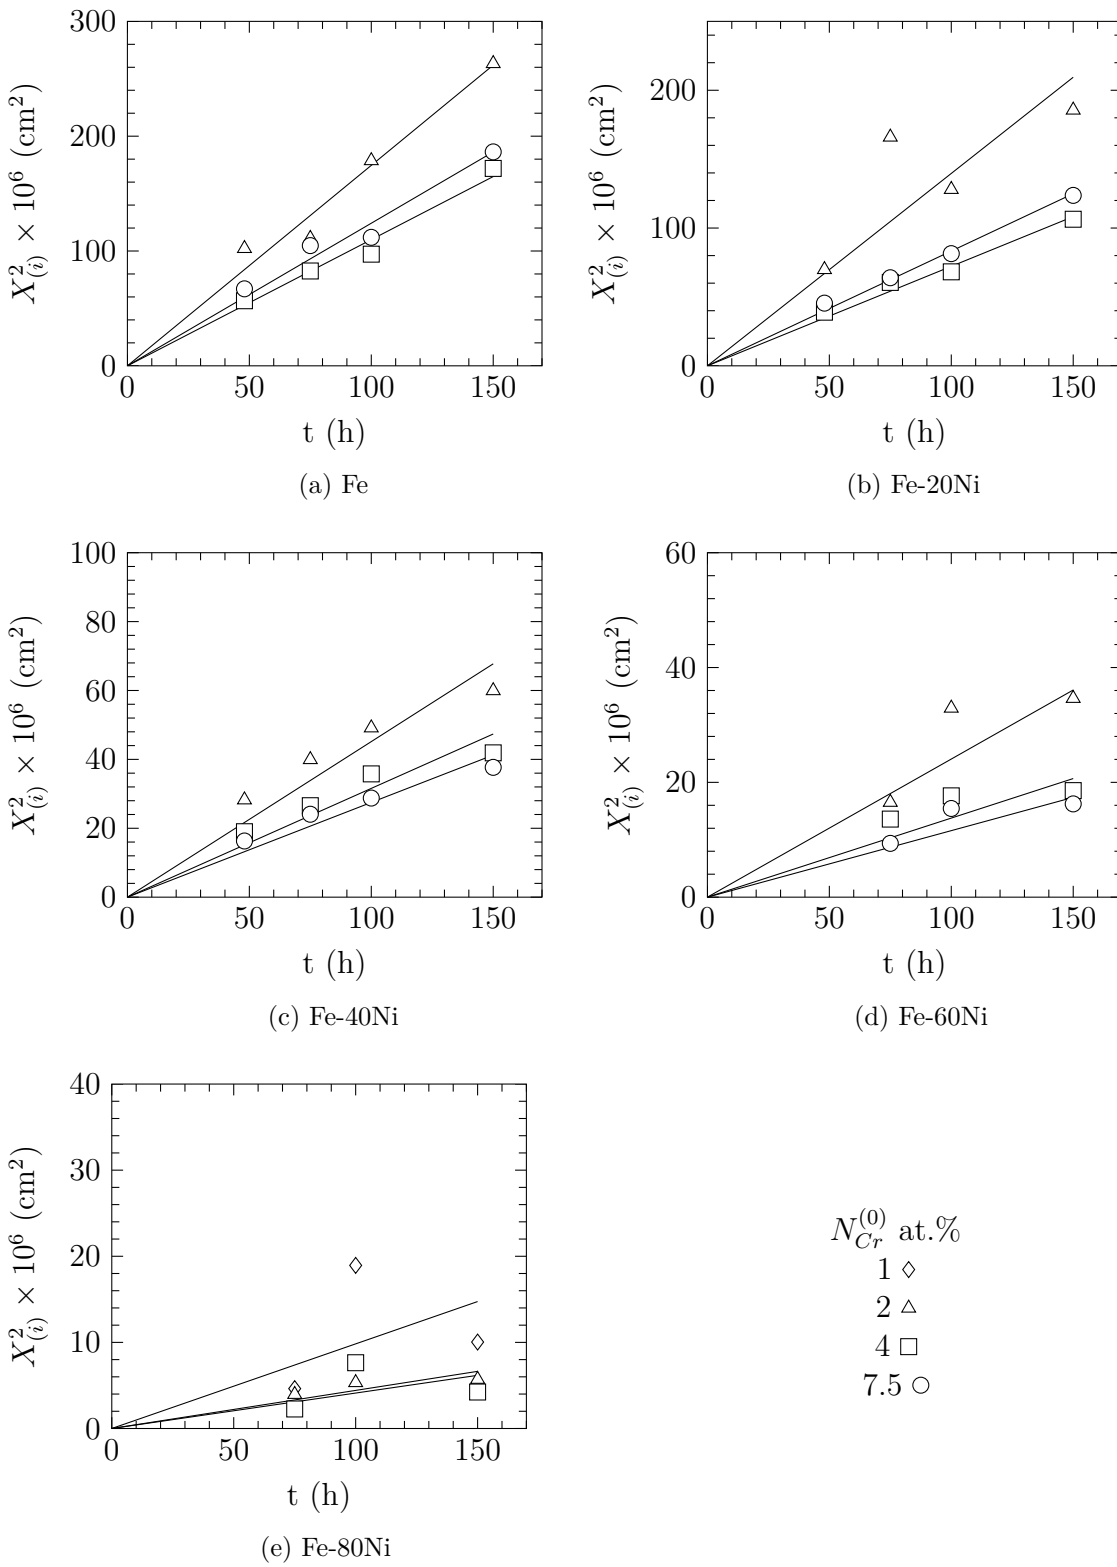 300
200
100
0
0 50 100 150
X²₍ᵢ₎ × 10⁶ (cm²)
t (h)
(a) Fe
200
100
0
0 50 100 150
X²₍ᵢ₎ × 10⁶ (cm²)
t (h)
(b) Fe-20Ni
100
80
60
40
20
0
0 50 100 150
X²₍ᵢ₎ × 10⁶ (cm²)
t (h)
(c) Fe-40Ni
60
40
20
0
0 50 100 150
X²₍ᵢ₎ × 10⁶ (cm²)
t (h)
(d) Fe-60Ni
40
30
20
10
0
0 50 100 150
X²₍ᵢ₎ × 10⁶ (cm²)
t (h)
(e) Fe-80Ni
N_{Cr}^{(0)} at.%
1
2
4
7.5